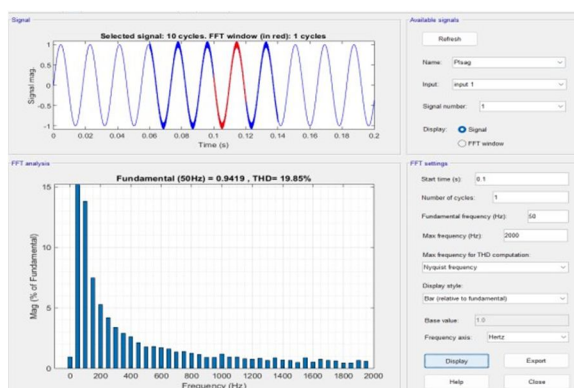 Signal
Selected signal: 10 cycles. FFT window (in red): 1 cycles
1
0.5
0
-0.5
-1
Signal mag.
0 0.02 0.04 0.06 0.08 0.1 0.12 0.14 0.16 0.18 0.2
Time (s)
FFT analysis
Fundamental (50Hz) = 0.9419 , THD= 19.85%
15
10
5
0
Mag (% of Fundamental)
0 200 400 600 800 1000 1200 1400 1600 1800 2000
Frequency (Hz)
Available signals
Refresh
Name: Pfsag
Input: input 1
Signal number: 1
Display: Signal
FFT window
FFT settings
Start time (s): 0.1
Number of cycles: 1
Fundamental frequency (Hz): 50
Max frequency (Hz): 2000
Max frequency for THD computation:
Nyquist frequency
Display style:
Bar (relative to fundamental)
Base value: 1.0
Frequency axis: Hertz
Display Export
Help Close